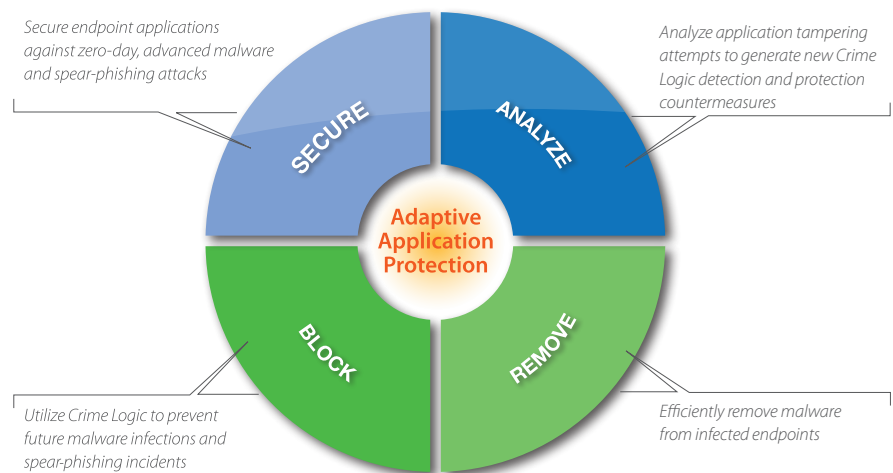 Secure endpoint applications
against zero-day, advanced malware
and spear-phishing attacks
Analyze application tampering
attempts to generate new Crime
Logic detection and protection
countermeasures
SECURE
ANALYZE
Adaptive
Application
Protection
BLOCK
REMOVE
Utilize Crime Logic to prevent
future malware infections and
spear-phishing incidents
Efficiently remove malware
from infected endpoints